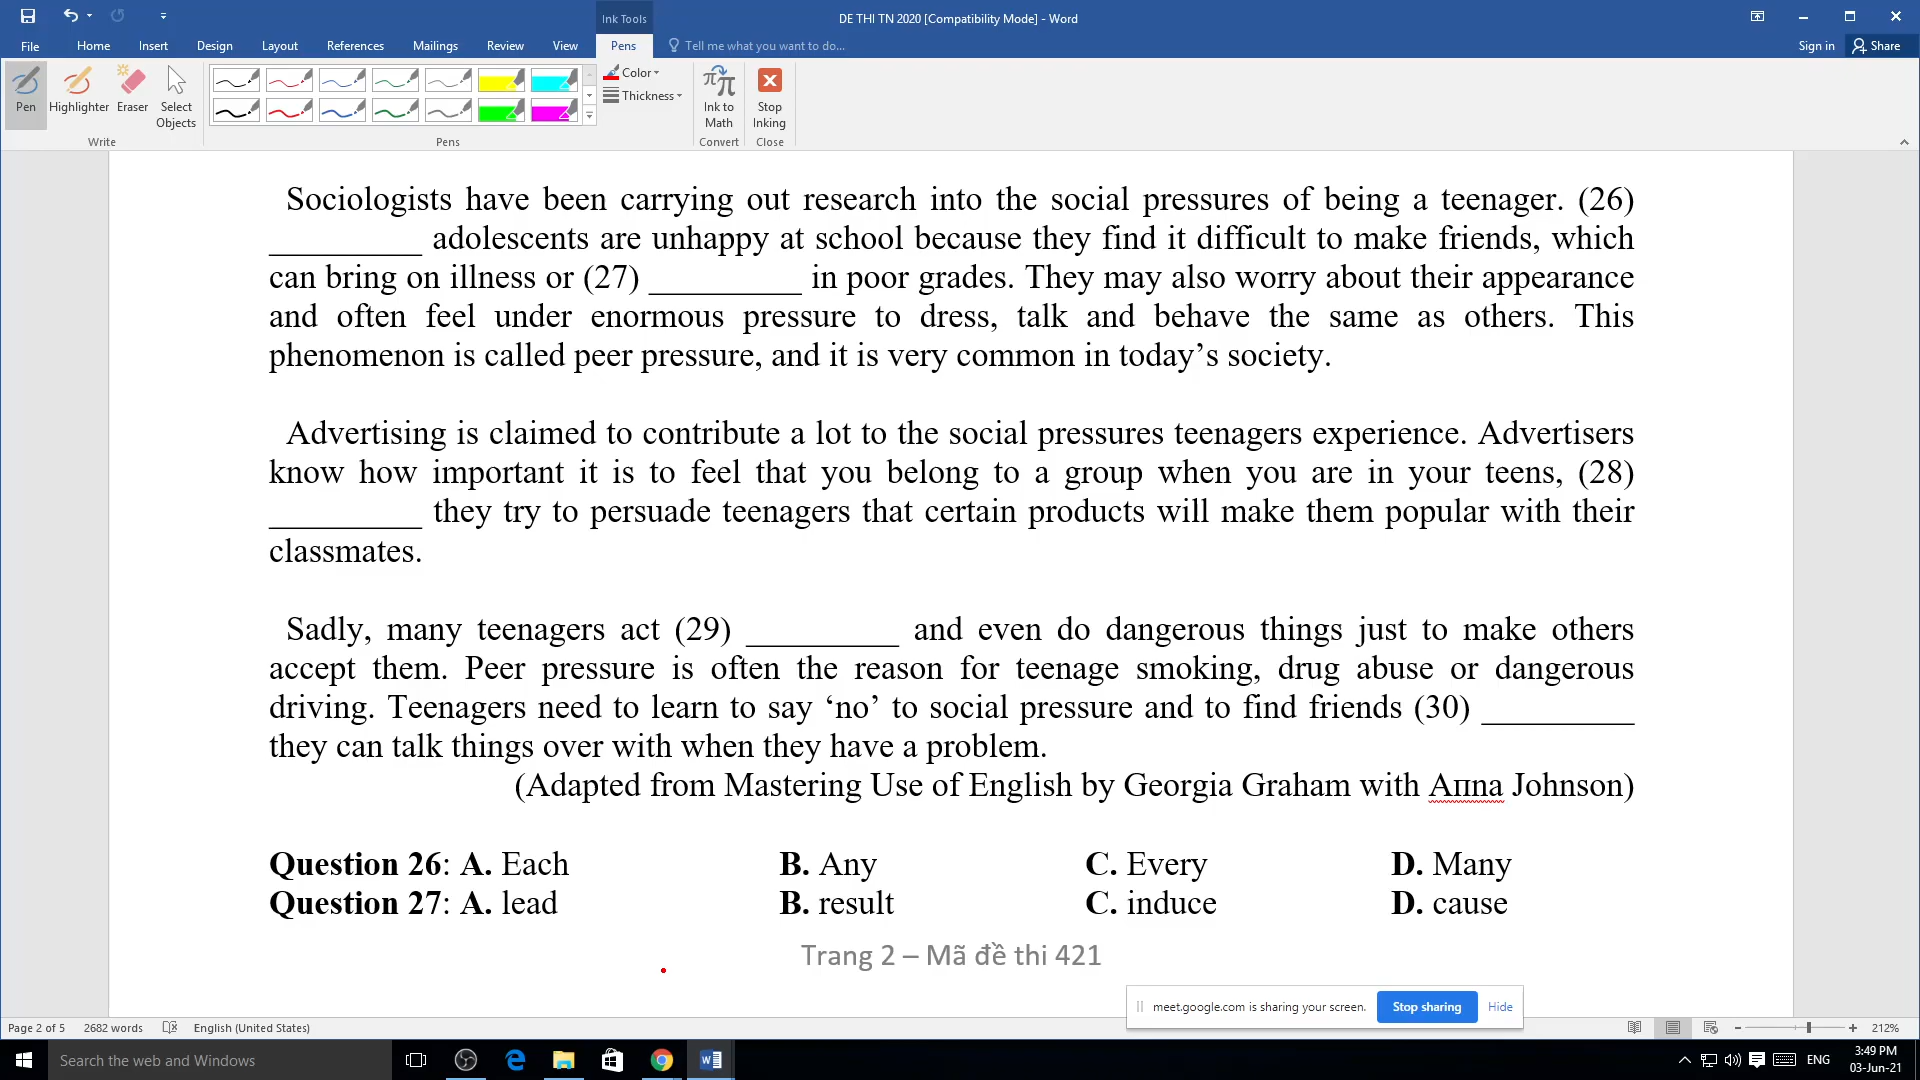 DE THI TN 2020 [Compatibility Mode] - Word
Ink Tools
File Home Insert Design Layout References Mailings Review View Pens Tell me what you want to do... Sign in Share
Pen Highlighter Eraser Select Objects
Color
Thickness
Ink to Math
Stop Inking
Write Pens Convert Close
Sociologists have been carrying out research into the social pressures of being a teenager. (26)
_________ adolescents are unhappy at school because they find it difficult to make friends, which
can bring on illness or (27) _________ in poor grades. They may also worry about their appearance
and often feel under enormous pressure to dress, talk and behave the same as others. This
phenomenon is called peer pressure, and it is very common in today’s society.
Advertising is claimed to contribute a lot to the social pressures teenagers experience. Advertisers
know how important it is to feel that you belong to a group when you are in your teens, (28)
_________ they try to persuade teenagers that certain products will make them popular with their
classmates.
Sadly, many teenagers act (29) _________ and even do dangerous things just to make others
accept them. Peer pressure is often the reason for teenage smoking, drug abuse or dangerous
driving. Teenagers need to learn to say ‘no’ to social pressure and to find friends (30) _________
they can talk things over with when they have a problem.
(Adapted from Mastering Use of English by Georgia Graham with Aппa Johnson)
Question 26: A. Each B. Any C. Every D. Many
Question 27: A. lead B. result C. induce D. cause
Trang 2 – Mã đề thi 421
meet.google.com is sharing your screen. Stop sharing Hide
Page 2 of 5 2682 words English (United States) 212%
Search the web and Windows
ENG
3:49 PM
03-Jun-21